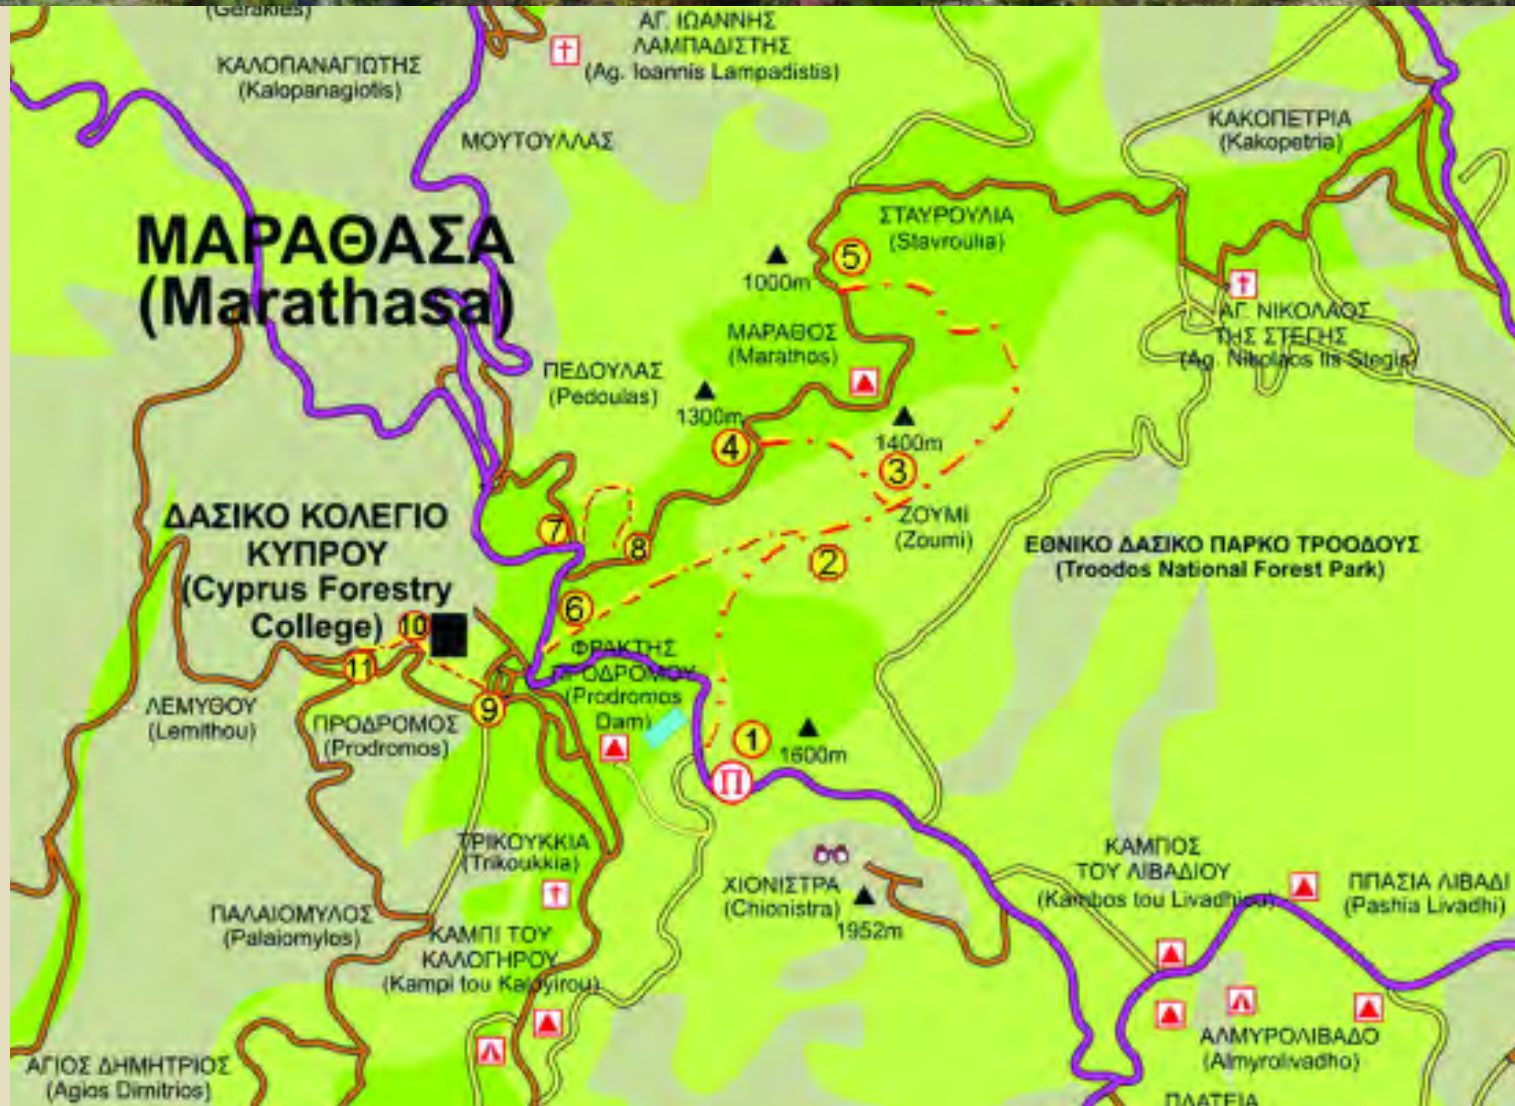 (Gerakies)
ΑΓ. ΙΩΑΝΝΗΣ
ΛΑΜΠΑΔΙΣΤΗΣ
(Ag. Ioannis Lampadistis)
ΚΑΛΟΠΑΝΑΓΙΩΤΗΣ
(Kalopanagiotis)
ΜΟΥΤΟΥΛΛΑΣ
ΚΑΚΟΠΕΤΡΙΑ
(Kakopetria)
ΜΑΡΑΘΑΣΑ
(Marathasa)
ΣΤΑΥΡΟΥΛΙΑ
(Stavroulia)
5
1000m
ΜΑΡΑΘΟΣ
(Marathos)
ΑΓ. ΝΙΚΟΛΑΟΣ
ΤΗΣ ΣΤΕΓΗΣ
(Ag. Nikolaos tis Stegis)
ΠΕΔΟΥΛΑΣ
(Pedoulas)
1300m
4
1400m
3
ΖΟΥΜΙ
(Zoumi)
ΔΑΣΙΚΟ ΚΟΛΕΓΙΟ
ΚΥΠΡΟΥ
(Cyprus Forestry
College)
7
8
2
ΕΘΝΙΚΟ ΔΑΣΙΚΟ ΠΑΡΚΟ ΤΡΟΟΔΟΥΣ
(Troodos National Forest Park)
6
10
11
9
ΦΡΑΚΤΗΣ
ΠΡΟΔΡΟΜΟΥ
(Prodromos
Dam)
ΛΕΜΥΘΟΥ
(Lemithou)
ΠΡΟΔΡΟΜΟΣ
(Prodromos)
1
1600m
Π
ΤΡΙΚΟΥΚΚΙΑ
(Trikoukkia)
ΧΙΟΝΙΣΤΡΑ
(Chionistra)
1952m
ΚΑΜΠΟΣ
ΤΟΥ ΛΙΒΑΔΙΟΥ
(Kambos tou Livadhiou)
ΠΠΑΣΙΑ ΛΙΒΑΔΙ
(Pashia Livadhi)
ΠΑΛΑΙΟΜΥΛΟΣ
(Palaiomylos)
ΚΑΜΠΙ ΤΟΥ
ΚΑΛΟΓΗΡΟΥ
(Kampi tou Kaloyirou)
ΑΛΜΥΡΟΛΙΒΑΔΟ
(Almyrolivadho)
ΑΓΙΟΣ ΔΗΜΗΤΡΙΟΣ
(Agios Dimitrios)
ΠΛΑΤΕΙΑ